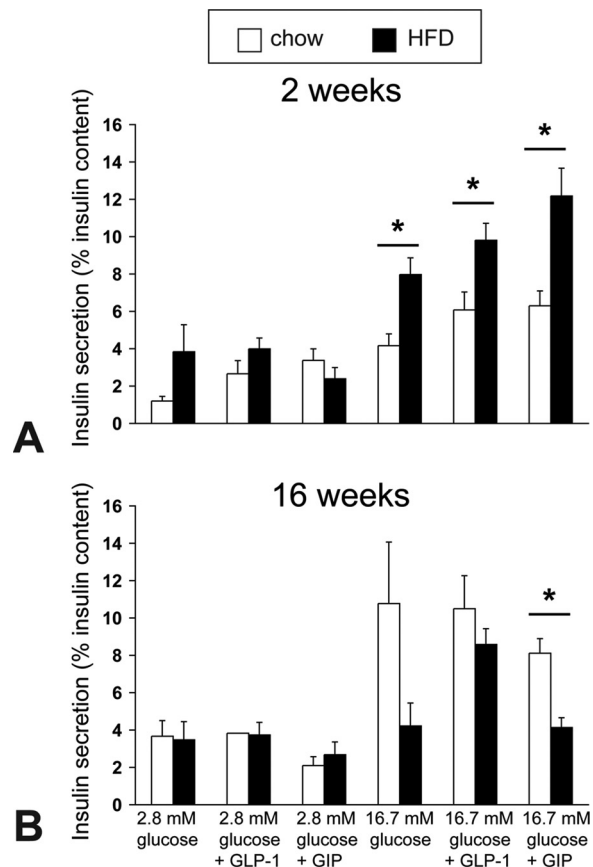 chow HFD
2 weeks
Insulin secretion (% insulin content)
16
14
12
10
8
6
4
2
0
* * *
A
16 weeks
Insulin secretion (% insulin content)
16
14
12
10
8
6
4
2
0
*
B
2.8 mM 2.8 mM 2.8 mM 16.7 mM 16.7 mM 16.7 mM
glucose glucose glucose glucose glucose glucose
+ GLP-1 + GIP + GLP-1 + GIP